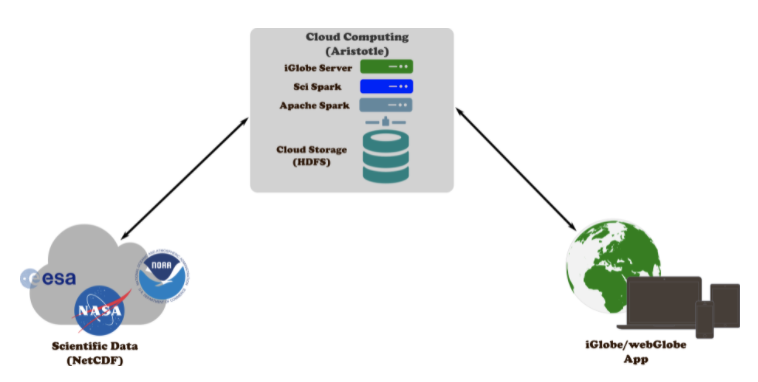 Cloud Computing
(Aristotle)
iGlobe Server
Sci Spark
Apache Spark
Cloud Storage
(HDFS)
esa
NOAA
NASA
Scientific Data
(NetCDF)
iGlobe/webGlobe
App